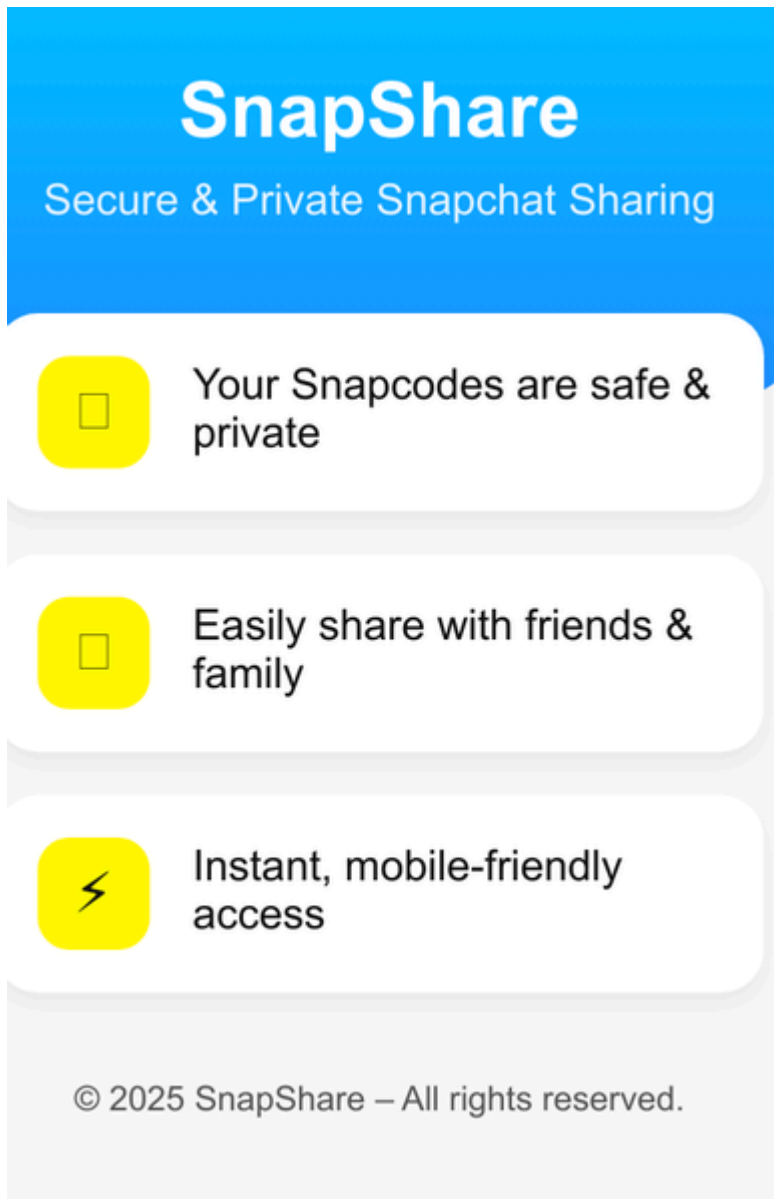 SnapShare
Secure & Private Snapchat Sharing
Your Snapcodes are safe &
private
Easily share with friends &
family
⚡ Instant, mobile-friendly
access
© 2025 SnapShare – All rights reserved.